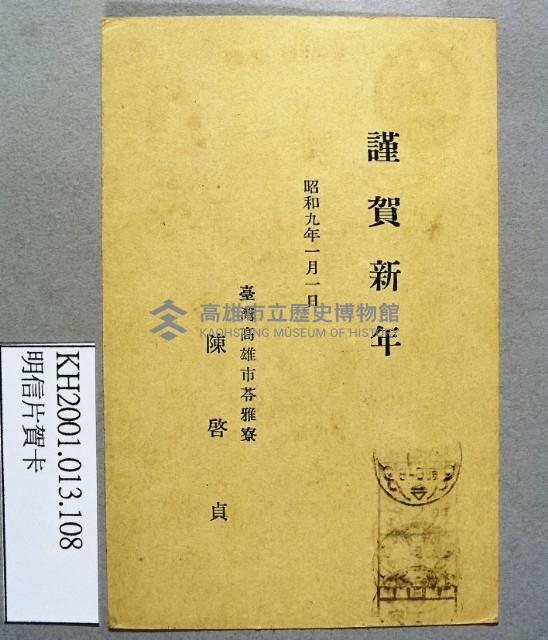 謹賀新年
昭和九年一月一日
臺灣高雄市苓雅寮
陳啓貞
高雄市立歷史博物館
KAOHSIUNG MUSEUM OF HISTORY
KH2001.013.108
明信片賀卡